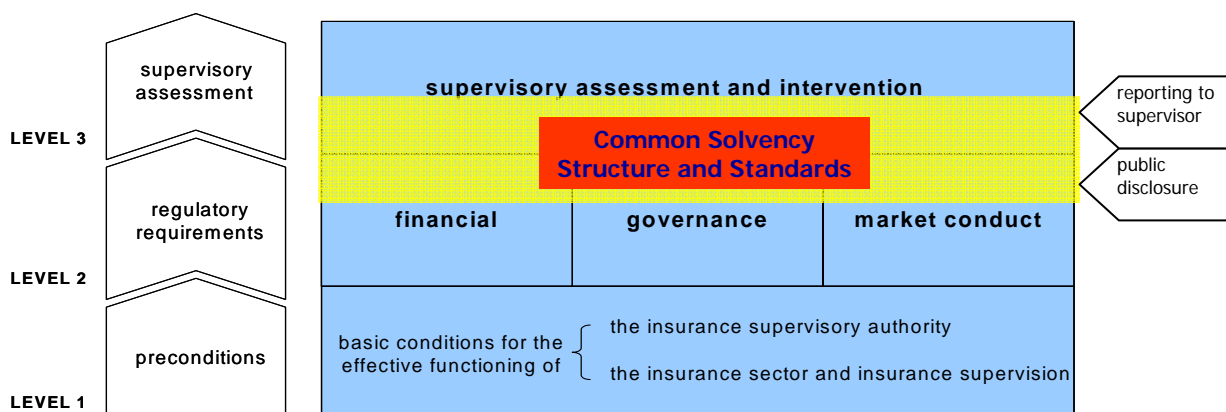 supervisory
assessment
LEVEL 3
regulatory
requirements
LEVEL 2
preconditions
LEVEL 1
supervisory assessment and intervention
Common Solvency
Structure and Standards
financial
governance
market conduct
basic conditions for the
effective functioning of
the insurance supervisory authority
the insurance sector and insurance supervision
reporting to
supervisor
public
disclosure